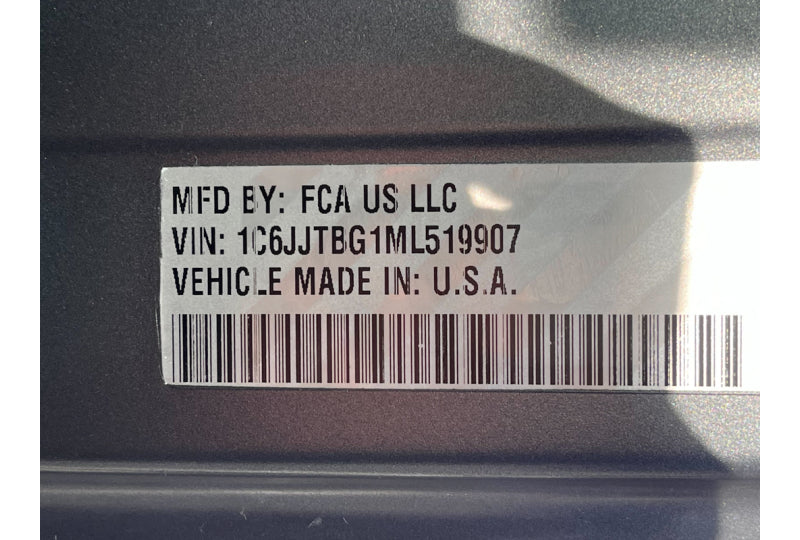 MFD BY: FCA US LLC
VIN: 1C6JJTBG1ML519907
VEHICLE MADE IN: U.S.A.